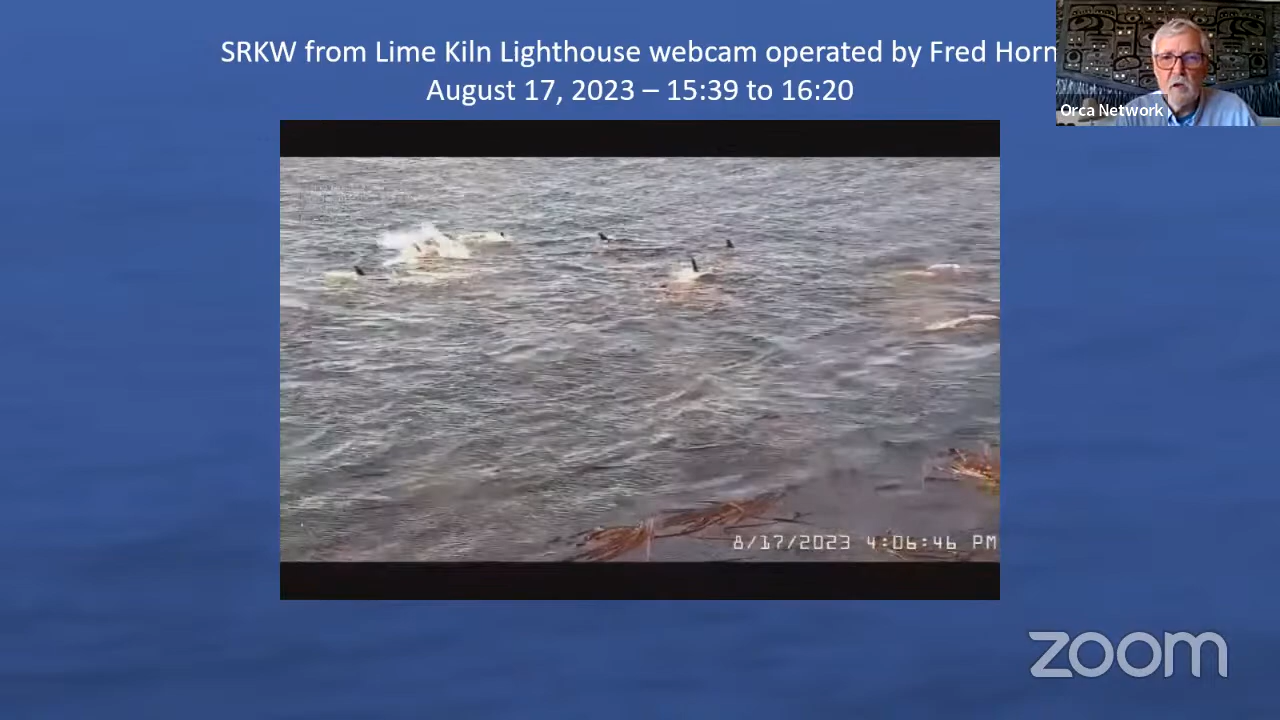 SRKW from Lime Kiln Lighthouse webcam operated by Fred Horn
August 17, 2023 – 15:39 to 16:20
Orca Network
8/17/2023 4:06:46 PM
zoom